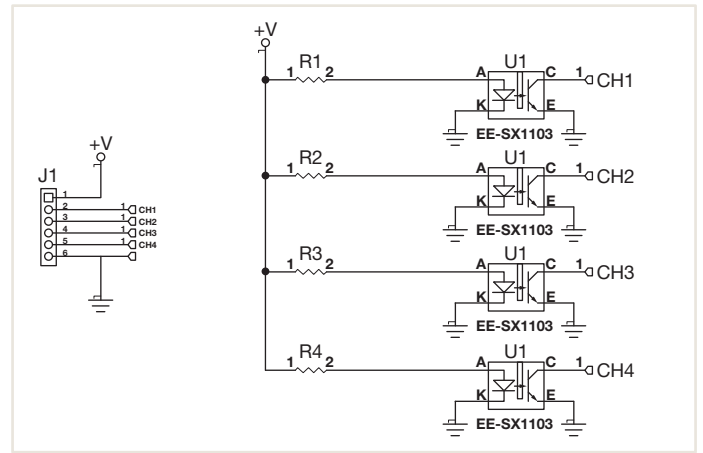 +V
R1
1 2
U1
A C 1 CH1
K E
EE-SX1103
+V
J1
1
2 1 CH1
3 1 CH2
4 1 CH3
5 1 CH4
6
R2
1 2
U1
A C 1 CH2
K E
EE-SX1103
R3
1 2
U1
A C 1 CH3
K E
EE-SX1103
R4
1 2
U1
A C 1 CH4
K E
EE-SX1103